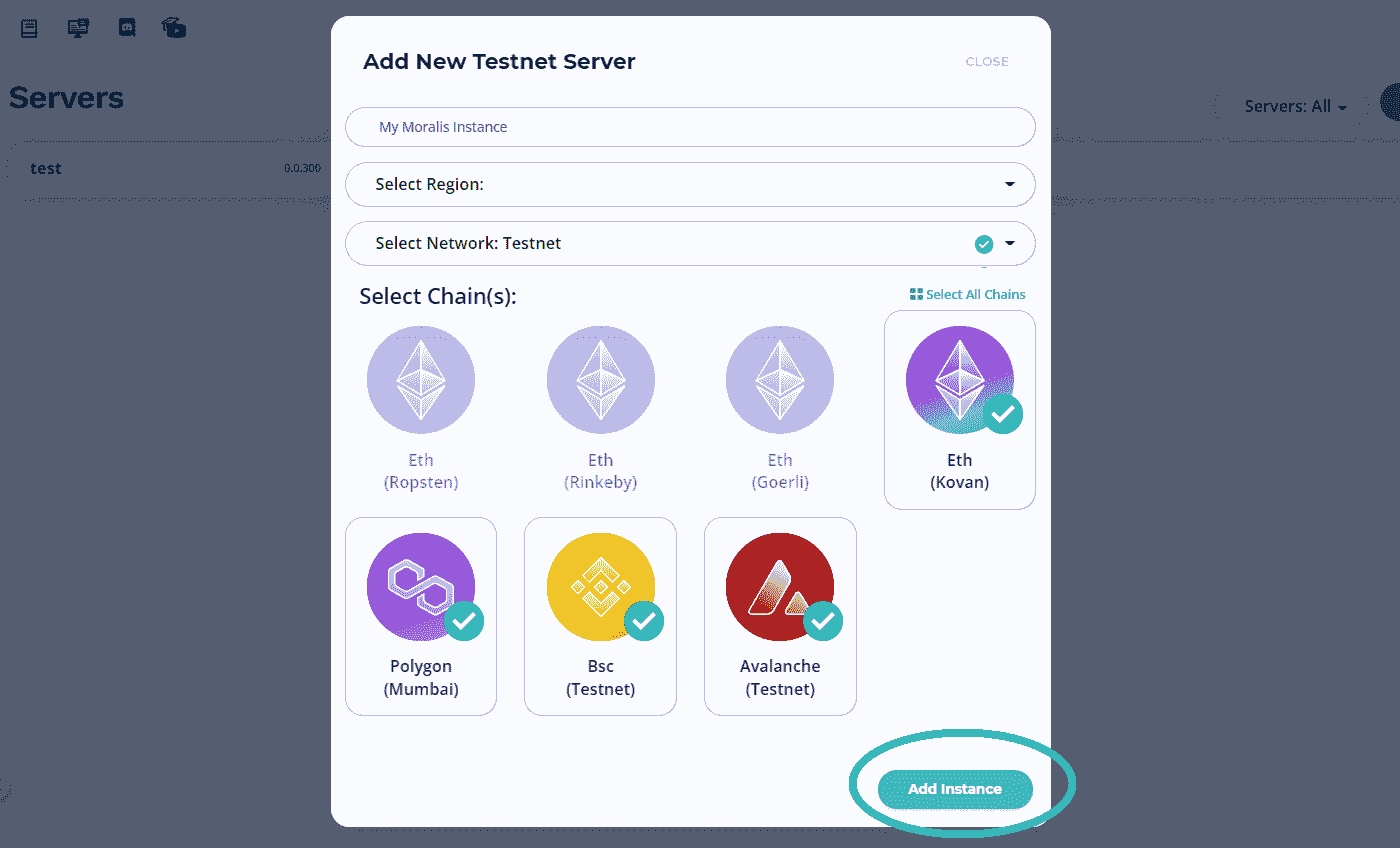 Add New Testnet Server
CLOSE
Servers
Servers: All
My Moralis Instance
test
0.0.300
Select Region:
Select Network: Testnet
Select Chain(s):
Select All Chains
Eth
(Ropsten)
Eth
(Rinkeby)
Eth
(Goerli)
Eth
(Kovan)
Polygon
(Mumbai)
Bsc
(Testnet)
Avalanche
(Testnet)
Add Instance